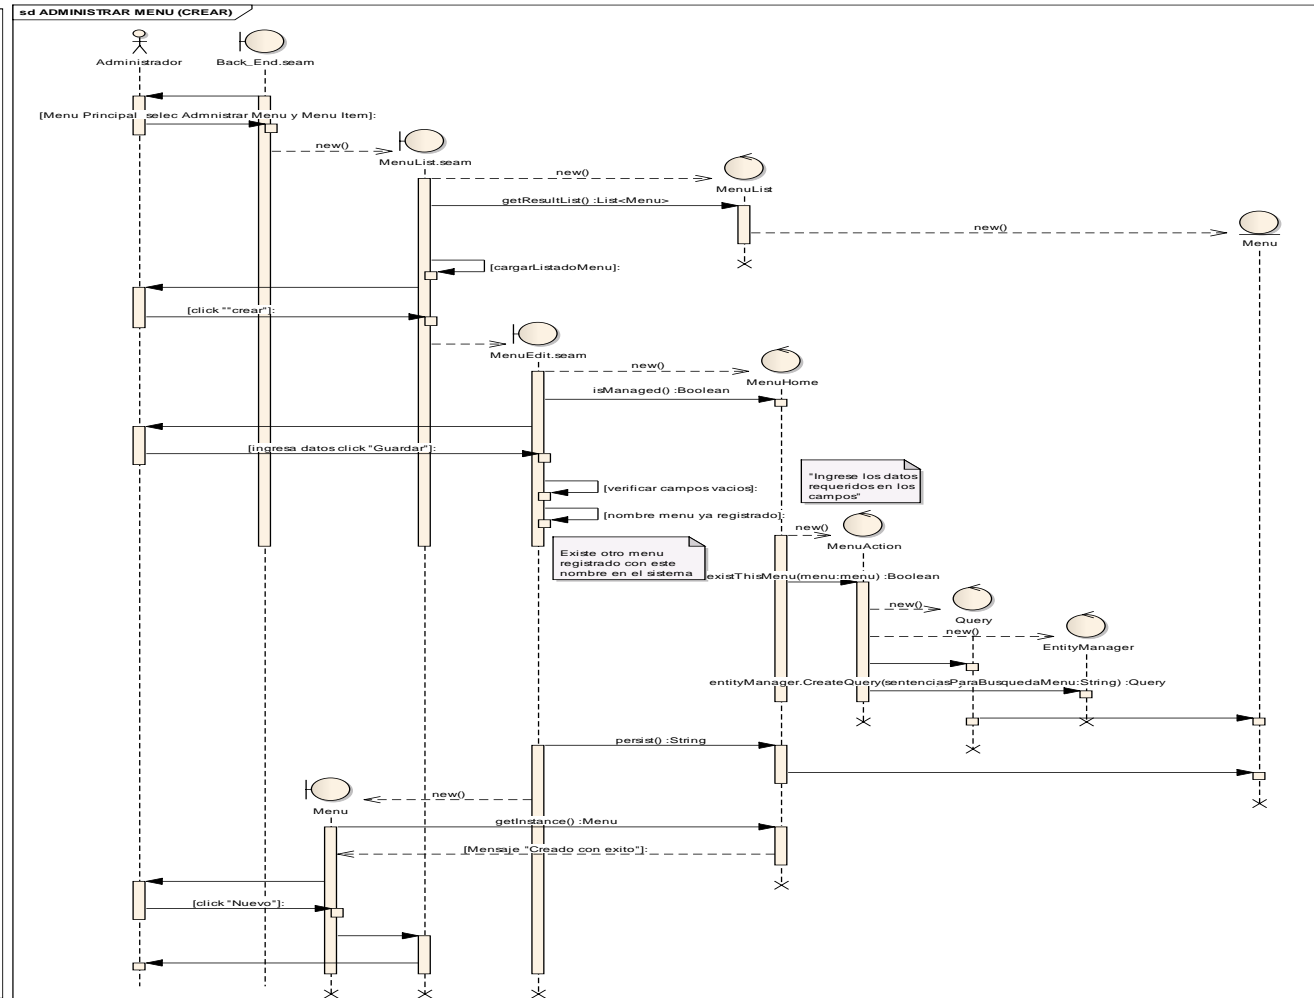 sd ADMINISTRAR MENU (CREAR)
Administrador
Back_End.seam
[Menu Principal  selec Admnistrar Menu y Menu Item]:
new()
MenuList.seam
new()
MenuList
getResultList() :List<Menu>
new()
Menu
[cargarListadoMenu]:
[click ""crear"]:
MenuEdit.seam
new()
MenuHome
isManaged() :Boolean
[ingresa datos click "Guardar"]:
"Ingrese los datos
requeridos en los
campos"
[verificar campos vacios]:
[nombre menu ya registrado]:
new()
MenuAction
Existe otro menu
registrado con este
nombre en el sistema
existThisMenu(menu:menu) :Boolean
new()
Query
new()
EntityManager
entityManager.CreateQuery(sentenciasParaBusquedaMenu:String) :Query
persist() :String
new()
Menu
getInstance() :Menu
[Mensaje "Creado con exito"]:
[click "Nuevo"]: